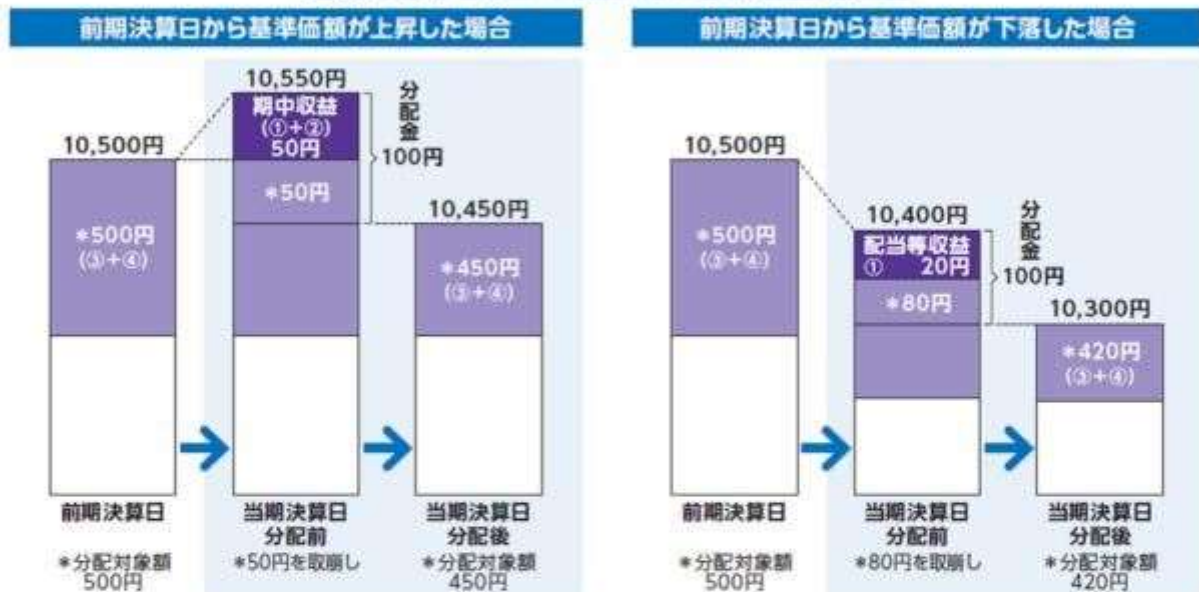 前期決算日から基準価額が上昇した場合
10,550円
期中収益
(①+②)
50円
分配金
100円
10,500円
*50円
*500円
(③+④)
10,450円
*450円
(③+④)
前期決算日
当期決算日
分配前
当期決算日
分配後
*分配対象額
500円
*50円を取崩し
*分配対象額
450円
前期決算日から基準価額が下落した場合
10,500円
*500円
(③+④)
10,400円
配当等収益
① 20円
分配金
100円
*80円
10,300円
*420円
(③+④)
前期決算日
当期決算日
分配前
当期決算日
分配後
*分配対象額
500円
*80円を取崩し
*分配対象額
420円